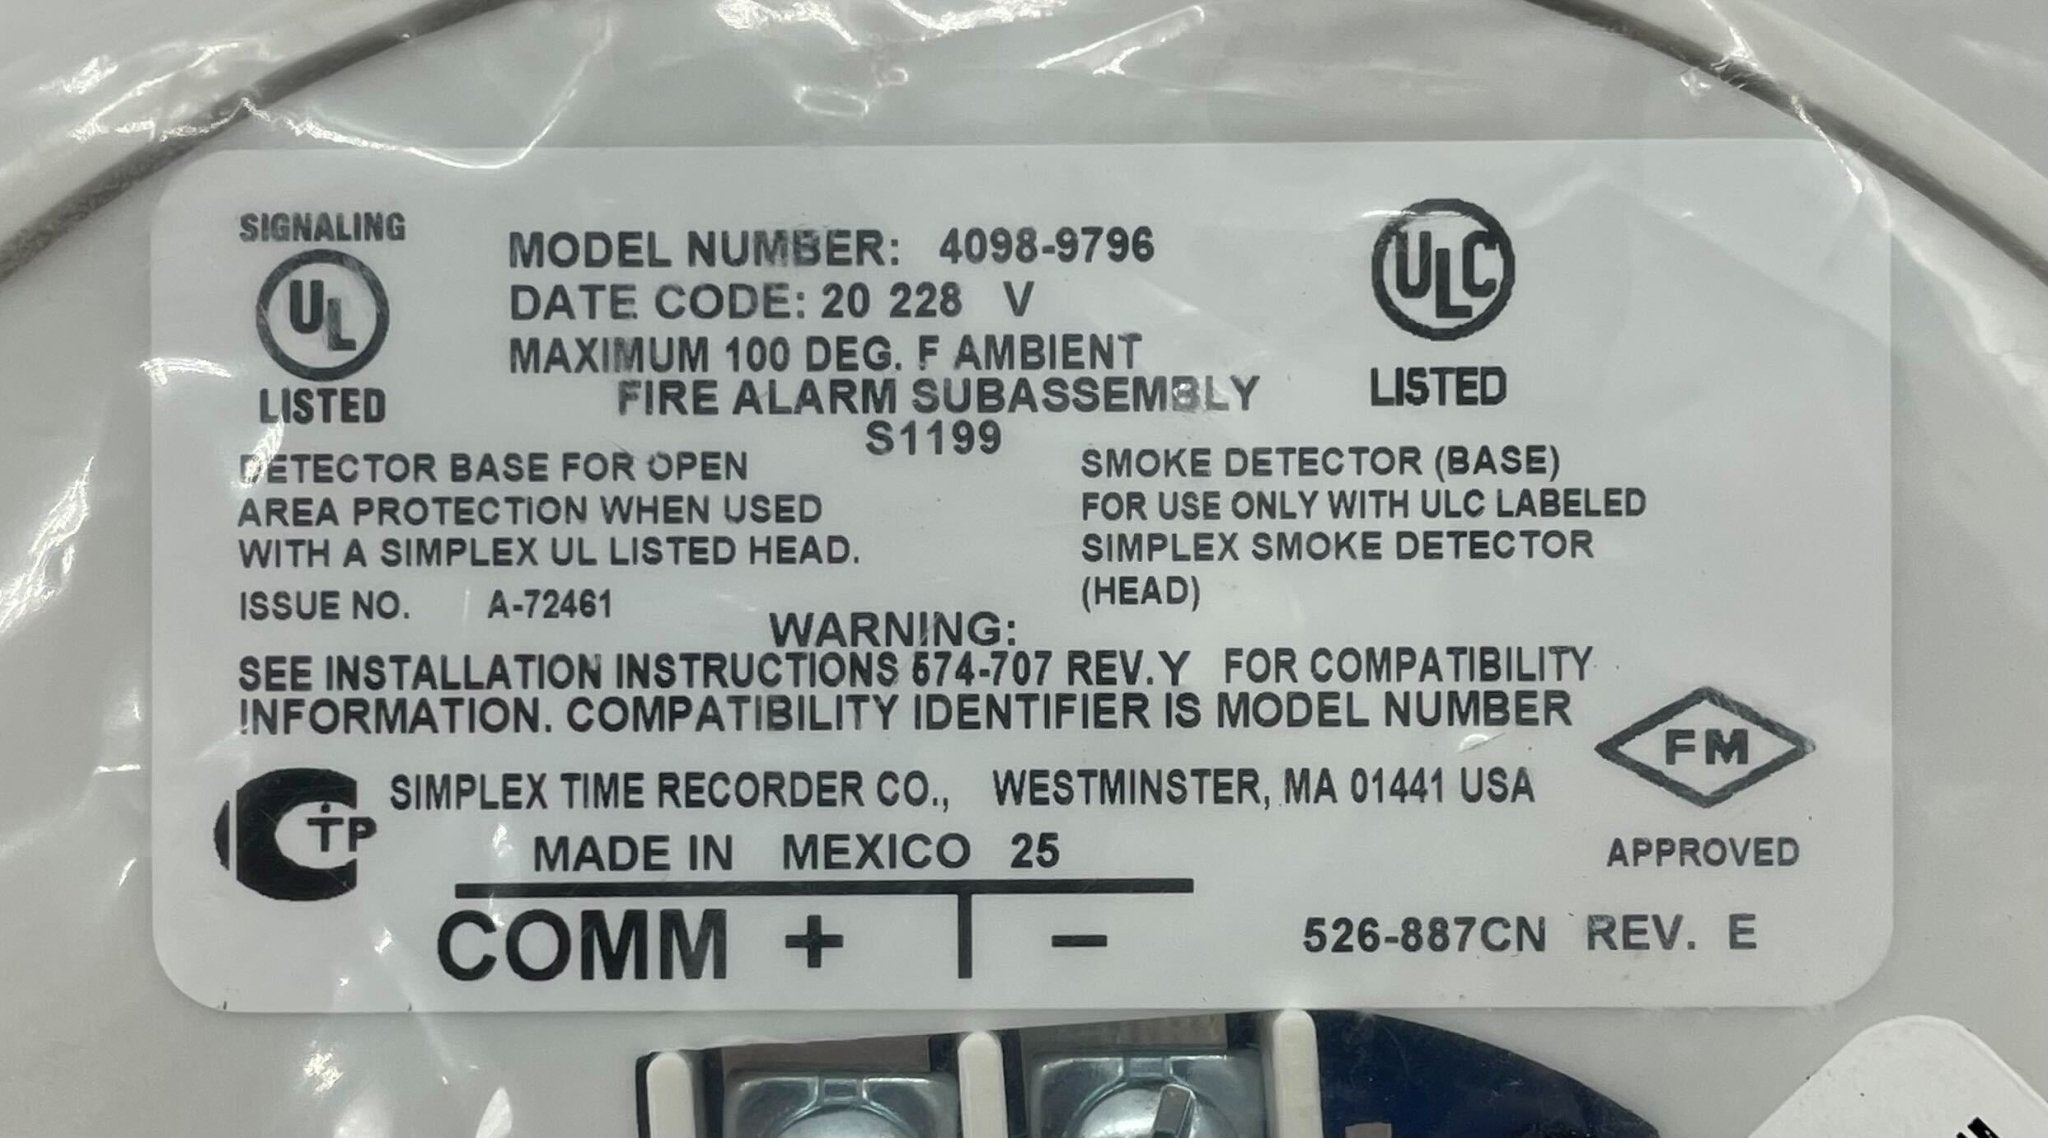 SIGNALING
UL
LISTED
MODEL NUMBER: 4098-9796
DATE CODE: 20 228 V
MAXIMUM 100 DEG. F AMBIENT
FIRE ALARM SUBASSEMBLY
S1199
ULC
LISTED
DETECTOR BASE FOR OPEN
AREA PROTECTION WHEN USED
WITH A SIMPLEX UL LISTED HEAD.
ISSUE NO. A-72461
SMOKE DETECTOR (BASE)
FOR USE ONLY WITH ULC LABELED
SIMPLEX SMOKE DETECTOR
(HEAD)
WARNING:
SEE INSTALLATION INSTRUCTIONS 574-707 REV.Y FOR COMPATIBILITY
INFORMATION. COMPATIBILITY IDENTIFIER IS MODEL NUMBER
CTP SIMPLEX TIME RECORDER CO., WESTMINSTER, MA 01441 USA
MADE IN MEXICO 25
FM
APPROVED
COMM + | −
526-887CN REV. E